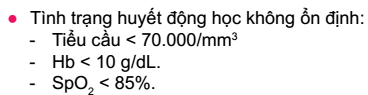 ● Tình trạng huyết động học không ổn định:
- Tiểu cầu < 70.000/mm³
- Hb < 10 g/dL.
- SpO₂ < 85%.